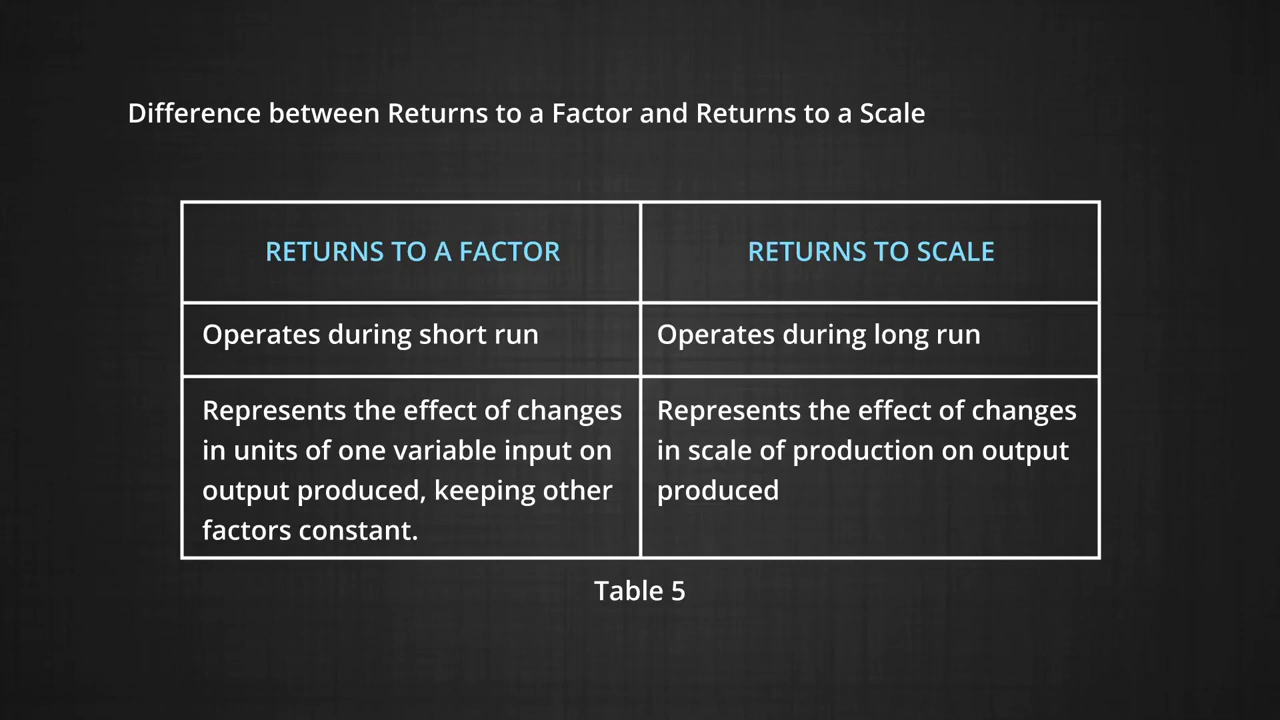 Difference between Returns to a Factor and Returns to a Scale
RETURNS TO A FACTOR
RETURNS TO SCALE
Operates during short run
Operates during long run
Represents the effect of changes
in units of one variable input on
output produced, keeping other
factors constant.
Represents the effect of changes
in scale of production on output
produced
Table 5